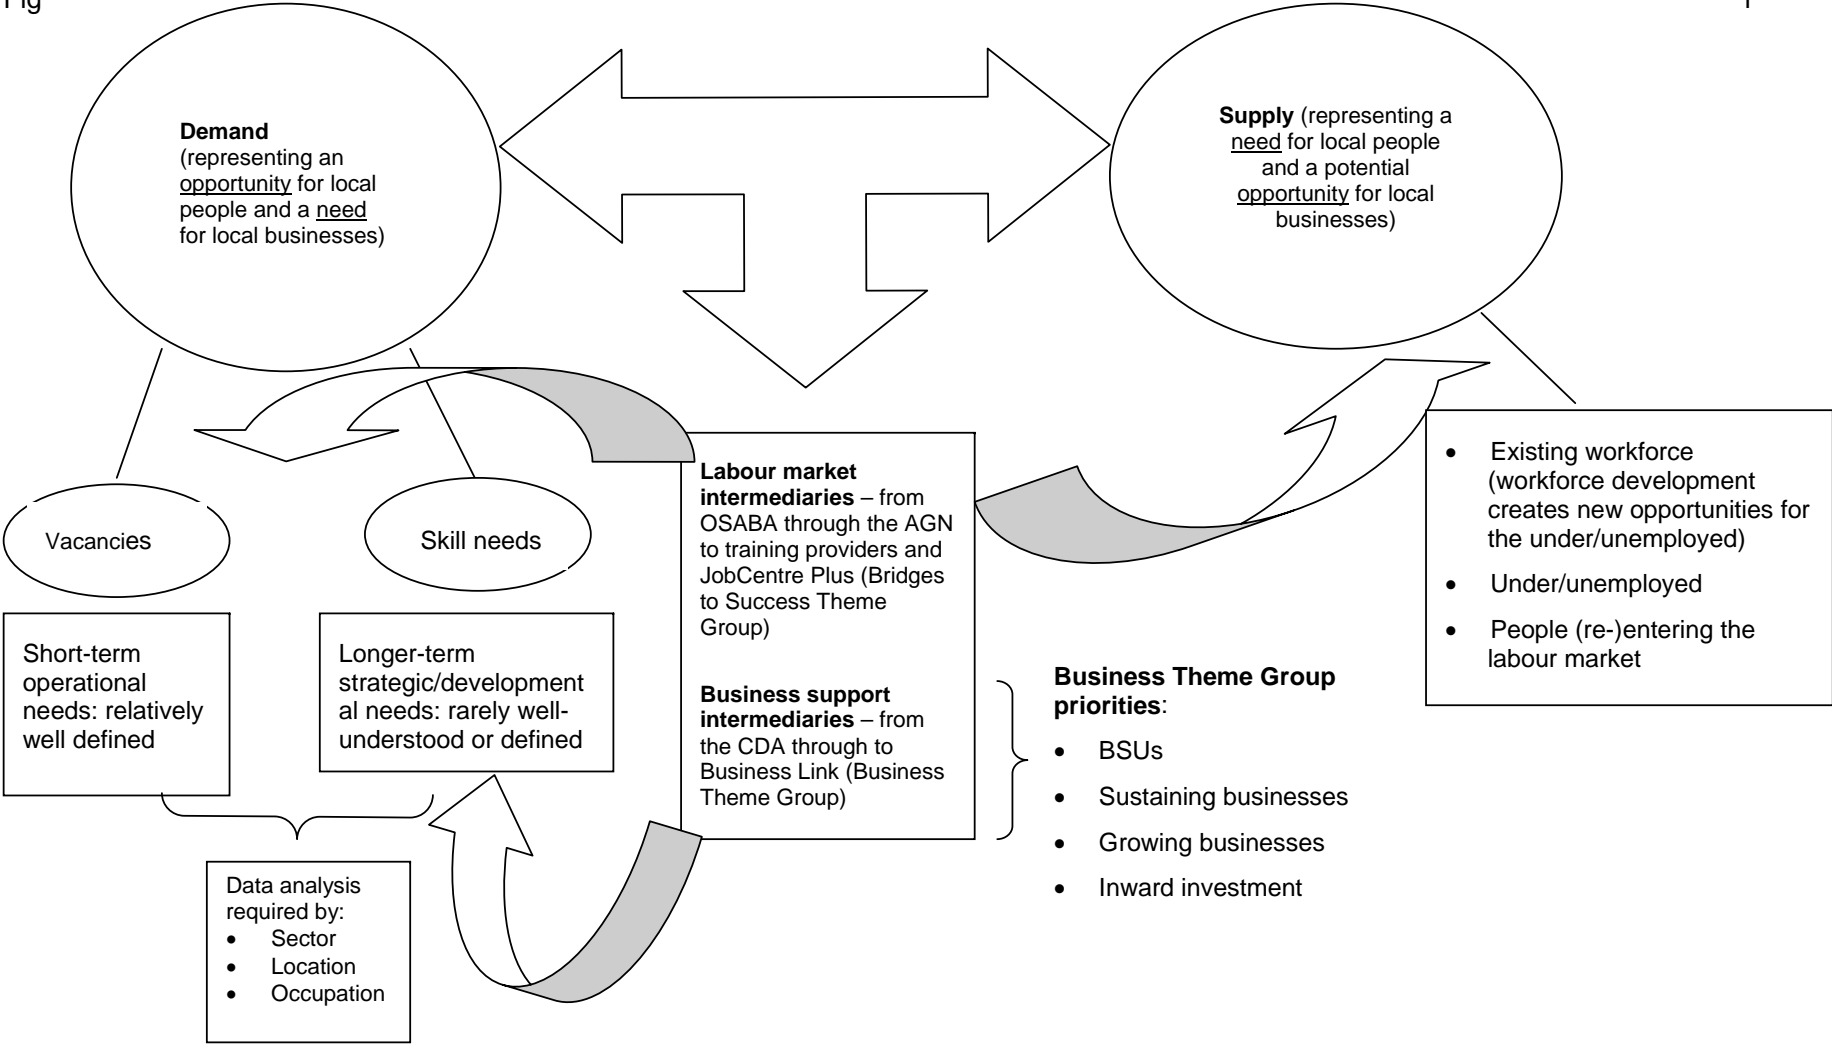 Fig
1
Demand
(representing an
opportunity for local
people and a need
for local businesses)
Supply (representing a
need for local people
and a potential
opportunity for local
businesses)
Vacancies
Skill needs
Short-term
operational
needs: relatively
well defined
Longer-term
strategic/development
al needs: rarely well-
understood or defined
Data analysis
required by:
• Sector
• Location
• Occupation
Labour market
intermediaries – from
OSABA through the AGN
to training providers and
JobCentre Plus (Bridges
to Success Theme
Group)
Business support
intermediaries – from
the CDA through to
Business Link (Business
Theme Group)
Business Theme Group
priorities:
• BSUs
• Sustaining businesses
• Growing businesses
• Inward investment
• Existing workforce
(workforce development
creates new opportunities for
the under/unemployed)
• Under/unemployed
• People (re-)entering the
labour market